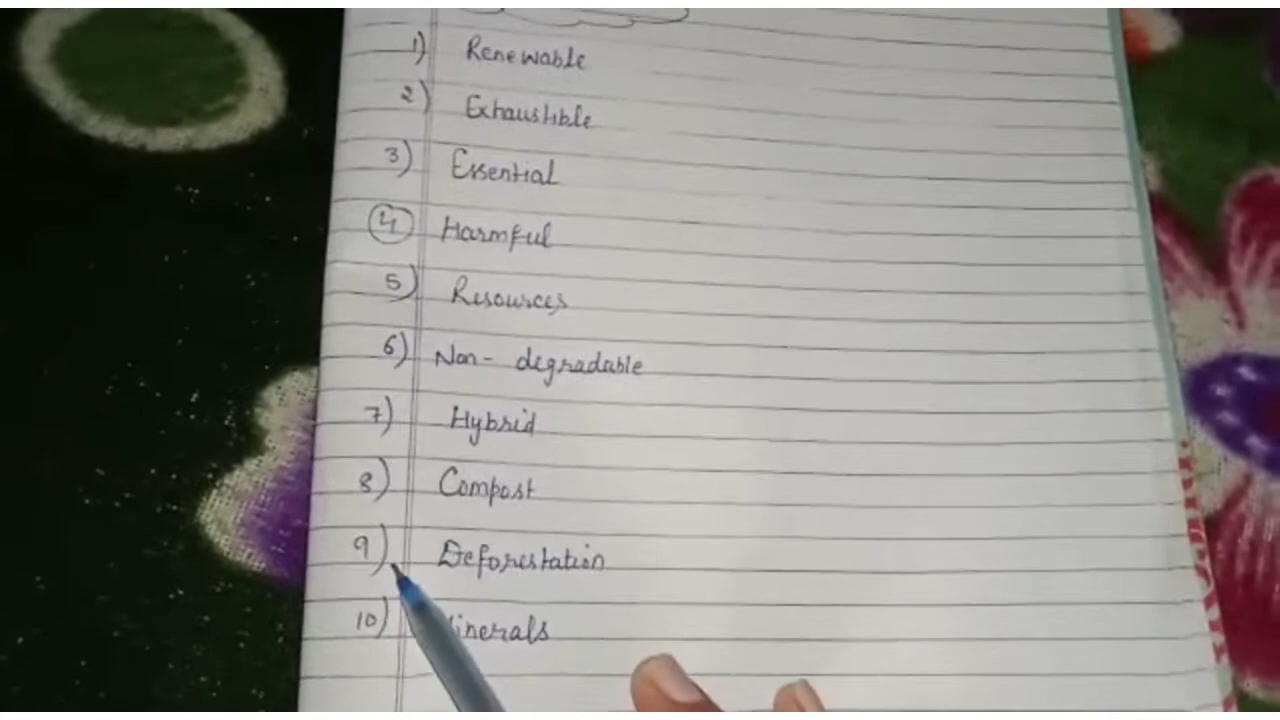 1) Renewable
2) Exhaustible
3) Essential
4 Harmful
5) Resources
6) Non- degradable
7) Hybrid
8) Compost
9) Deforestation
10) Minerals